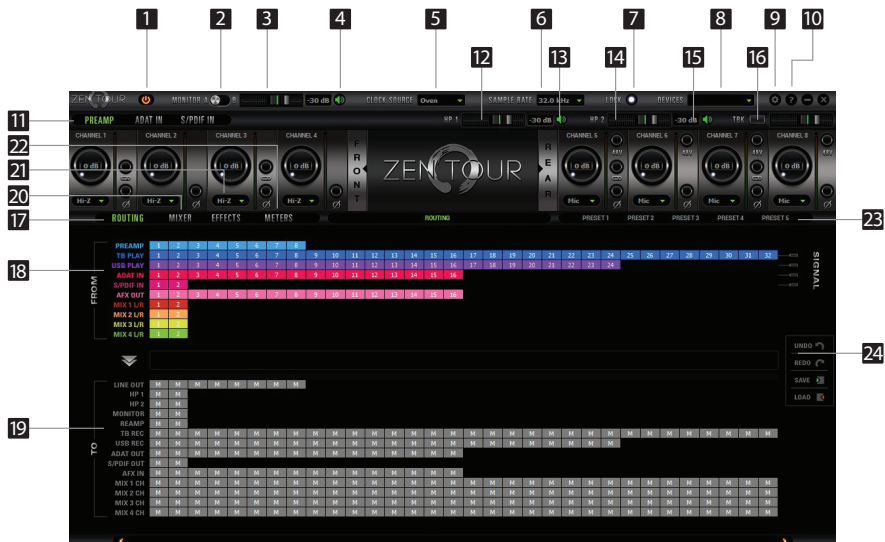 1 2 3 4 5 6 7 8 9 10
12 13 14 15 16
ZEN TOUR MONITOR A B -30 dB CLOCK SOURCE Oven SAMPLE RATE 32.0 kHz LOCK DEVICES ?
11 PREAMP ADAT IN S/PDIF IN HP 1 -30 dB HP 2 -30 dB TBK
CHANNEL 1 CHANNEL 2 CHANNEL 3 CHANNEL 4 FRONT ZEN TOUR REAR CHANNEL 5 CHANNEL 6 CHANNEL 7 CHANNEL 8
22
48V 48V 48V 48V
0 dB 0 dB 0 dB 0 dB 0 dB 0 dB 0 dB 0 dB
21
20
Hi-Z Hi-Z Hi-Z Hi-Z Mic Mic Mic Mic
17 ROUTING MIXER EFFECTS METERS ROUTING PRESET 1 PRESET 2 PRESET 3 PRESET 4 PRESET 5 23
18 FROM
PREAMP 1 2 3 4 5 6 7 8
TB PLAY 1 2 3 4 5 6 7 8 9 10 11 12 13 14 15 16 17 18 19 20 21 22 23 24 25 26 27 28 29 30 31 32
USB PLAY 1 2 3 4 5 6 7 8 9 10 11 12 13 14 15 16 17 18 19 20 21 22 23 24
ADAT IN 1 2 3 4 5 6 7 8 9 10 11 12 13 14 15 16
S/PDIF IN 1 2
AFX OUT 1 2 3 4 5 6 7 8 9 10 11 12 13 14 15 16
MIX 1 L/R 1 2
MIX 2 L/R 1 2
MIX 3 L/R 1 2
MIX 4 L/R 1 2
SIGNAL
UNDO
REDO
SAVE
LOAD
24
19 TO
LINE OUT M M M M M M M M
HP 1 M M
HP 2 M M
MONITOR M M
REAMP M M
TB REC M M M M M M M M M M M M M M M M M M M M M M M M M M M M M M M M
USB REC M M M M M M M M M M M M M M M M M M M M M M M M
ADAT OUT M M M M M M M M M M M M M M M M
S/PDIF OUT M M
AFX IN M M M M M M M M M M M M M M M M
MIX 1 CH M M M M M M M M M M M M M M M M M M M M M M M M M M M M M M M M
MIX 2 CH M M M M M M M M M M M M M M M M M M M M M M M M M M M M M M M M
MIX 3 CH M M M M M M M M M M M M M M M M M M M M M M M M M M M M M M M M
MIX 4 CH M M M M M M M M M M M M M M M M M M M M M M M M M M M M M M M M